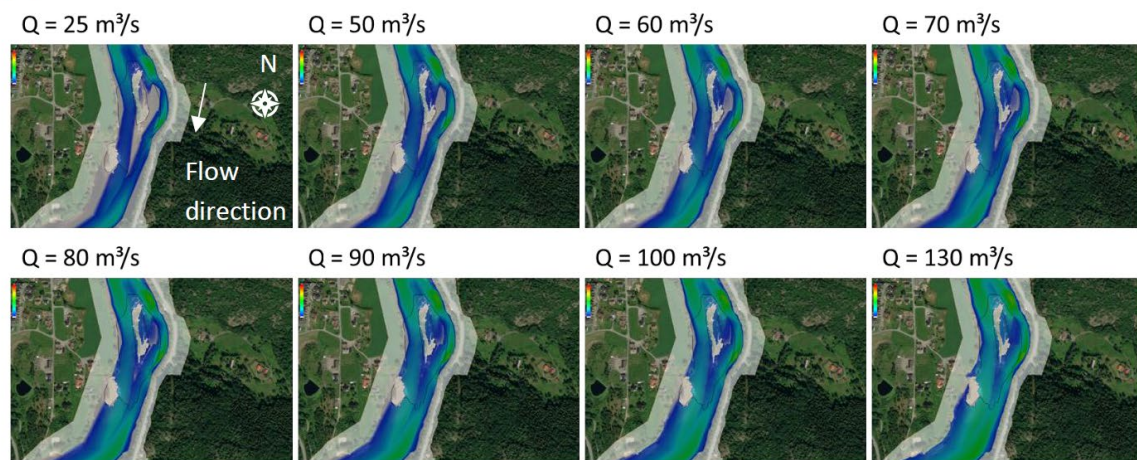 Q = 25 m³/s
Q = 50 m³/s
Q = 60 m³/s
Q = 70 m³/s
N
Flow
direction
Q = 80 m³/s
Q = 90 m³/s
Q = 100 m³/s
Q = 130 m³/s